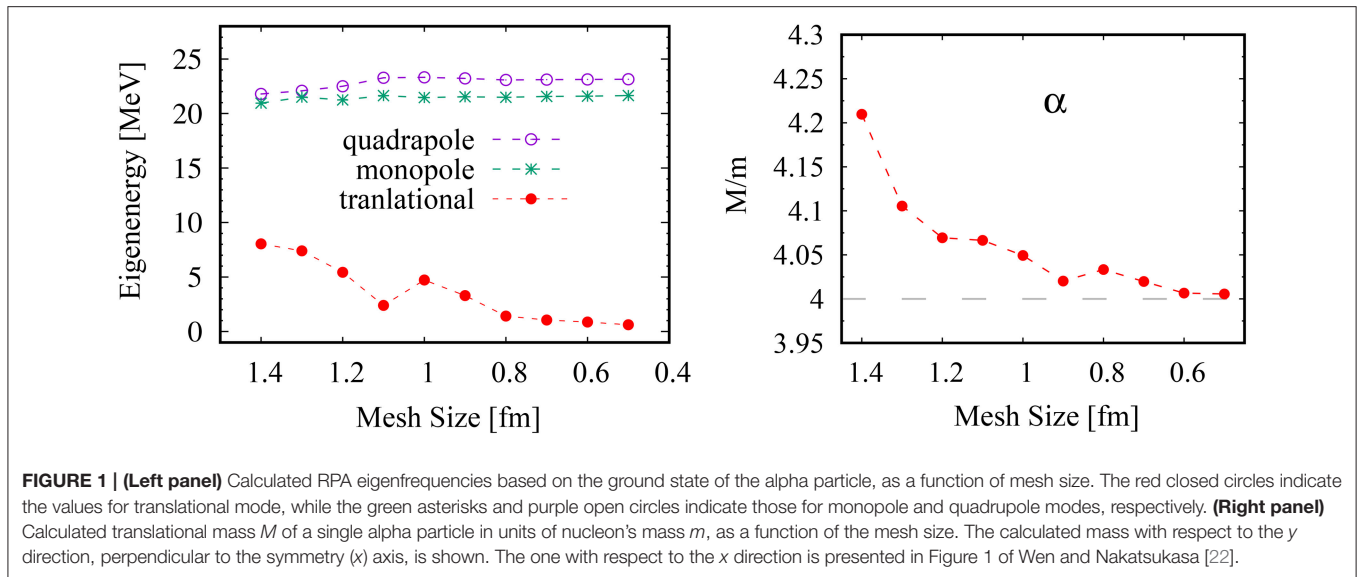 25
20
15
10
5
0
Eigenenergy [MeV]
quadrapole
monopole
tranlational
1.4 1.2 1 0.8 0.6 0.4
Mesh Size [fm]
4.3
4.25
4.2
4.15
4.1
4.05
4
3.95
M/m
α
1.4 1.2 1 0.8 0.6
Mesh Size [fm]
FIGURE 1 | (Left panel) Calculated RPA eigenfrequencies based on the ground state of the alpha particle, as a function of mesh size. The red closed circles indicate
the values for translational mode, while the green asterisks and purple open circles indicate those for monopole and quadrupole modes, respectively. (Right panel)
Calculated translational mass M of a single alpha particle in units of nucleon's mass m, as a function of the mesh size. The calculated mass with respect to the y
direction, perpendicular to the symmetry (x) axis, is shown. The one with respect to the x direction is presented in Figure 1 of Wen and Nakatsukasa [22].